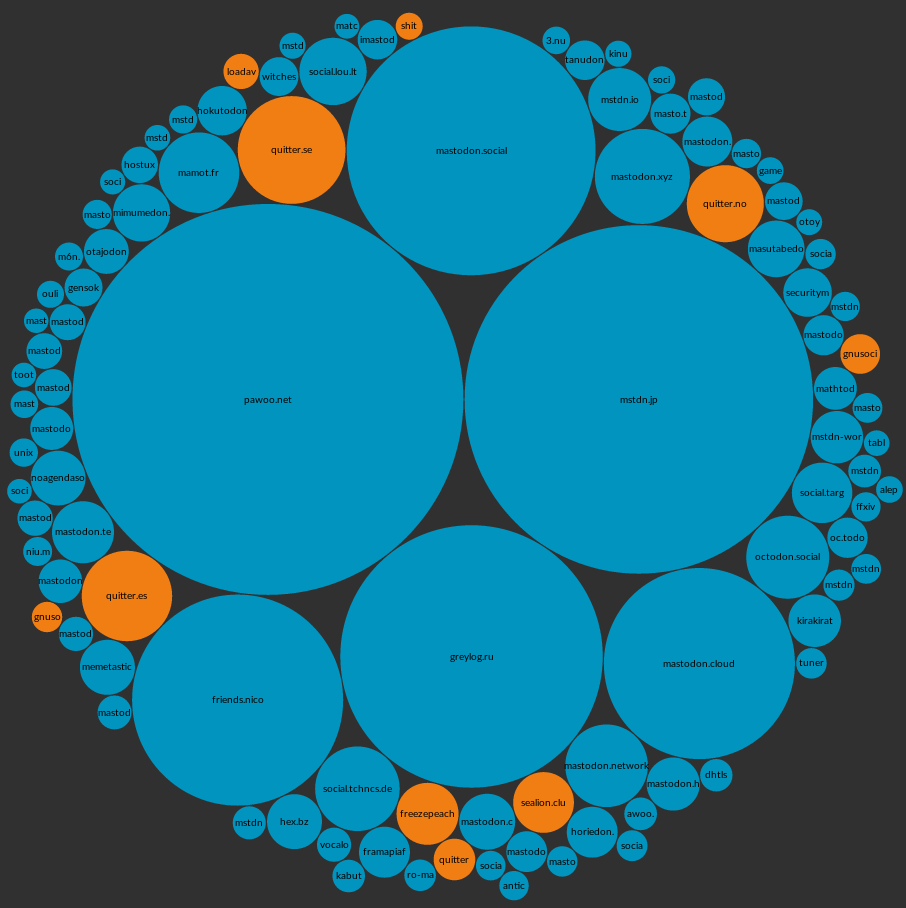 matc
shit
imastod
mstd
3.nu
kinu
tanudon
social.lou.lt
loadav
witches
soci
mastod
mstdn.io
hokutodon
masto.t
mstd
mstd
mastodon.
quitter.se
mastodon.social
masto
hostux
game
mamot.fr
mastodon.xyz
soci
mastod
quitter.no
mimumedon.
masto
otoy
masutabedo
otajodon
socia
món.
gensok
securitym
ouli
mstdn
mast
mastod
mastodo
mastod
gnusoci
toot
mastod
mathtod
pawoo.net
mstdn.jp
mast
masto
mastodo
mstdn-wor
tabl
unix
mstdn
noagendaso
soci
social.targ
alep
ffxiv
mastod
mastodon.te
oc.todo
niu.m
octodon.social
mstdn
mastodon
mstdn
quitter.es
gnuso
kirakirat
mastod
greylog.ru
mastodon.cloud
tuner
memetastic
friends.nico
mastod
mastodon.network
dhtls
mastodon.h
social.tchncs.de
sealion.clu
freezepeach
awoo.
mstdn
hex.bz
mastodon.c
horiedon.
vocalo
socia
framapiaf
mastodo
quitter
masto
socia
kabut
ro-ma
antic